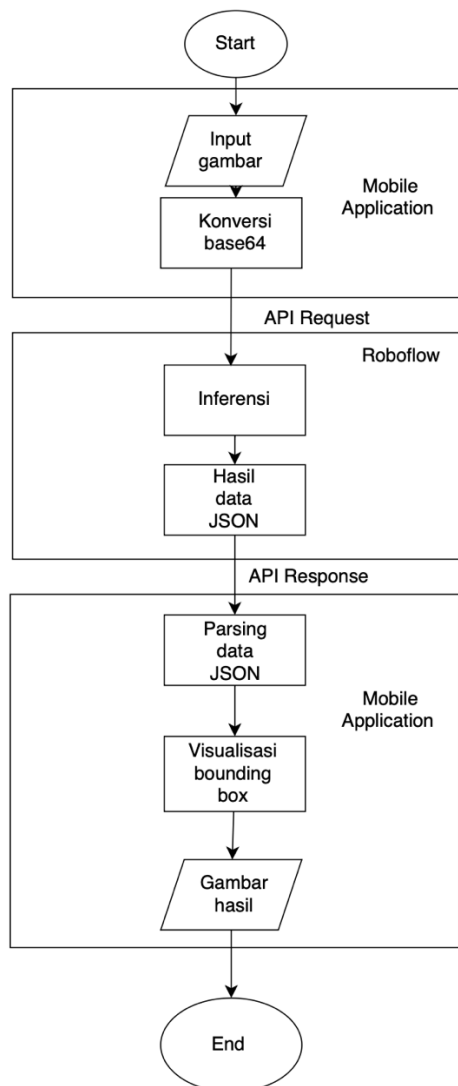 Start
Input
gambar
Mobile
Application
Konversi
base64
API Request
Roboflow
Inferensi
Hasil
data
JSON
API Response
Parsing
data
JSON
Mobile
Application
Visualisasi
bounding
box
Gambar
hasil
End